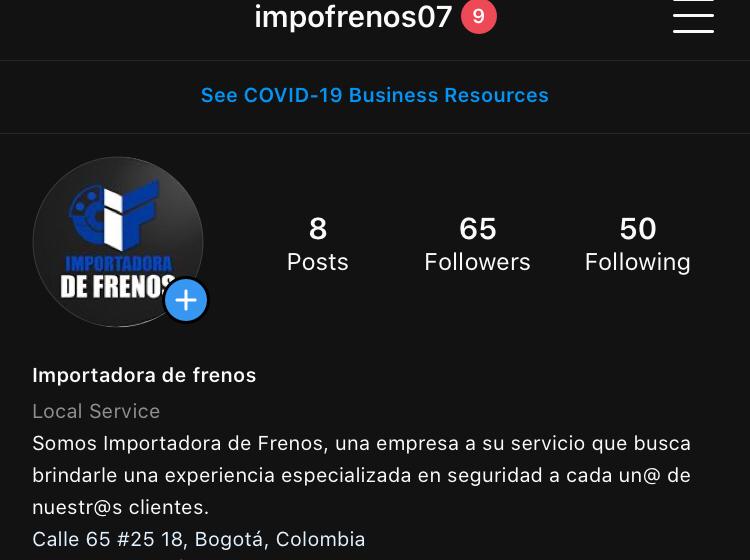 impofrenos07 9
See COVID-19 Business Resources
IMPORTADORA
DE FRENOS
8 65 50
Posts Followers Following
Importadora de frenos
Local Service
Somos Importadora de Frenos, una empresa a su servicio que busca
brindarle una experiencia especializada en seguridad a cada un@ de
nuestr@s clientes.
Calle 65 #25 18, Bogotá, Colombia